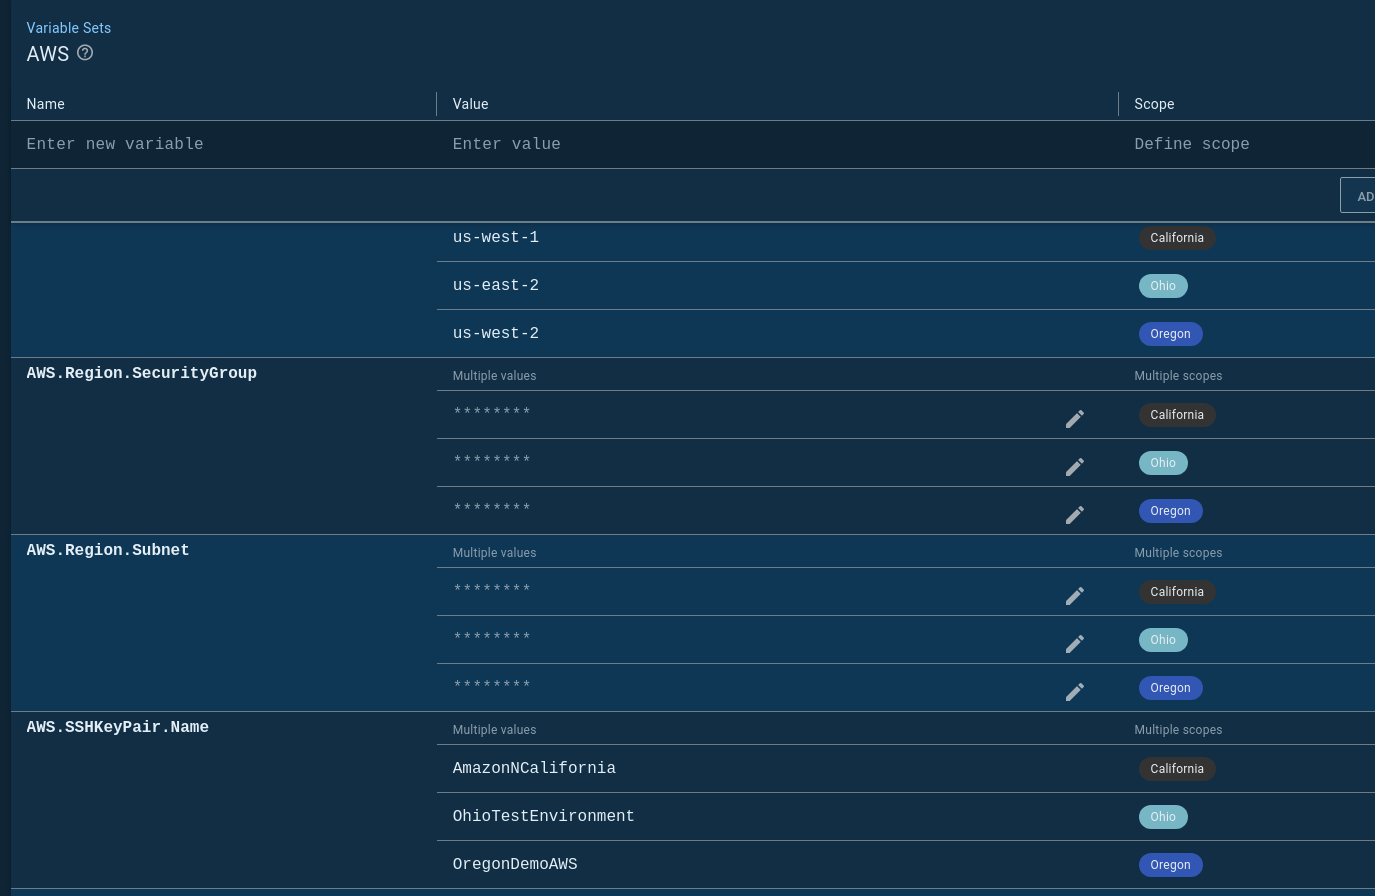 Variable Sets
AWS ?
Name Value Scope
Enter new variable Enter value Define scope
AD
us-west-1 California
us-east-2 Ohio
us-west-2 Oregon
AWS.Region.SecurityGroup Multiple values Multiple scopes
******** California
******** Ohio
******** Oregon
AWS.Region.Subnet Multiple values Multiple scopes
******** California
******** Ohio
******** Oregon
AWS.SSHKeyPair.Name Multiple values Multiple scopes
AmazonNCalifornia California
OhioTestEnvironment Ohio
OregonDemoAWS Oregon